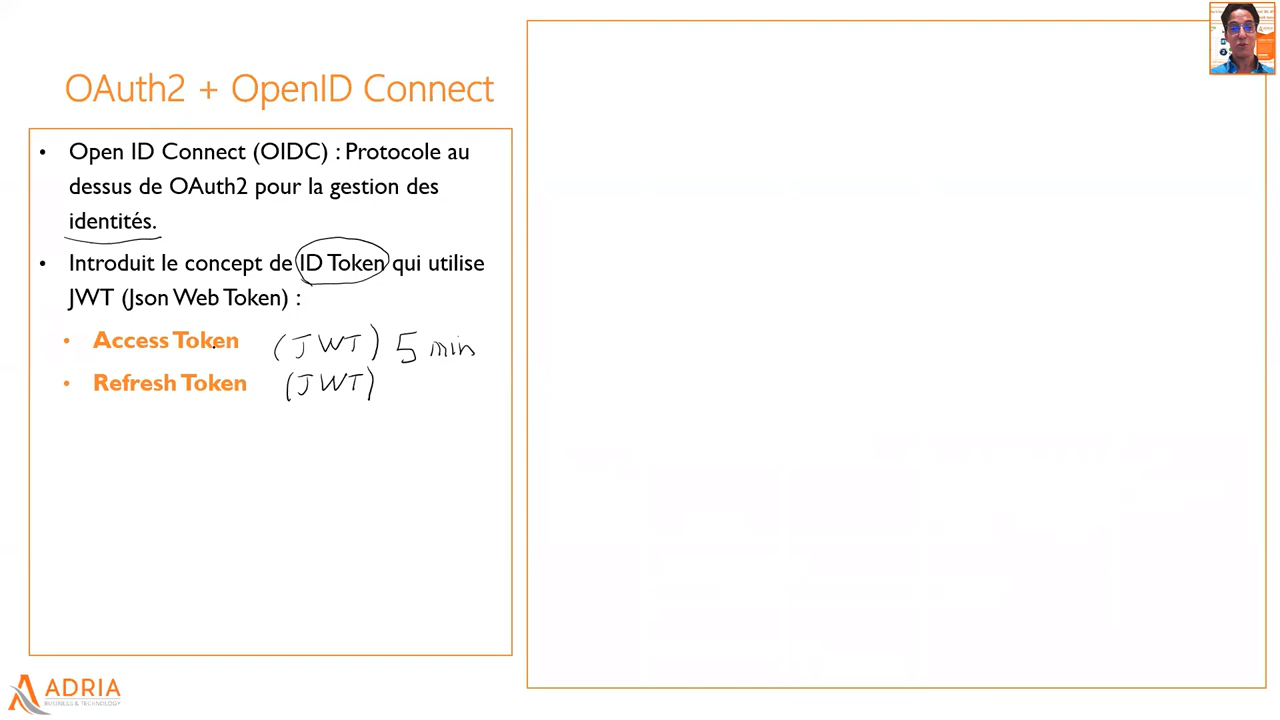 OAuth2 + OpenID Connect
• Open ID Connect (OIDC) : Protocole au
dessus de OAuth2 pour la gestion des
identités.
• Introduit le concept de ID Token qui utilise
JWT (Json Web Token) :
• Access Token (JWT) 5 min
• Refresh Token (JWT)
ADRIA
BUSINESS & TECHNOLOGY